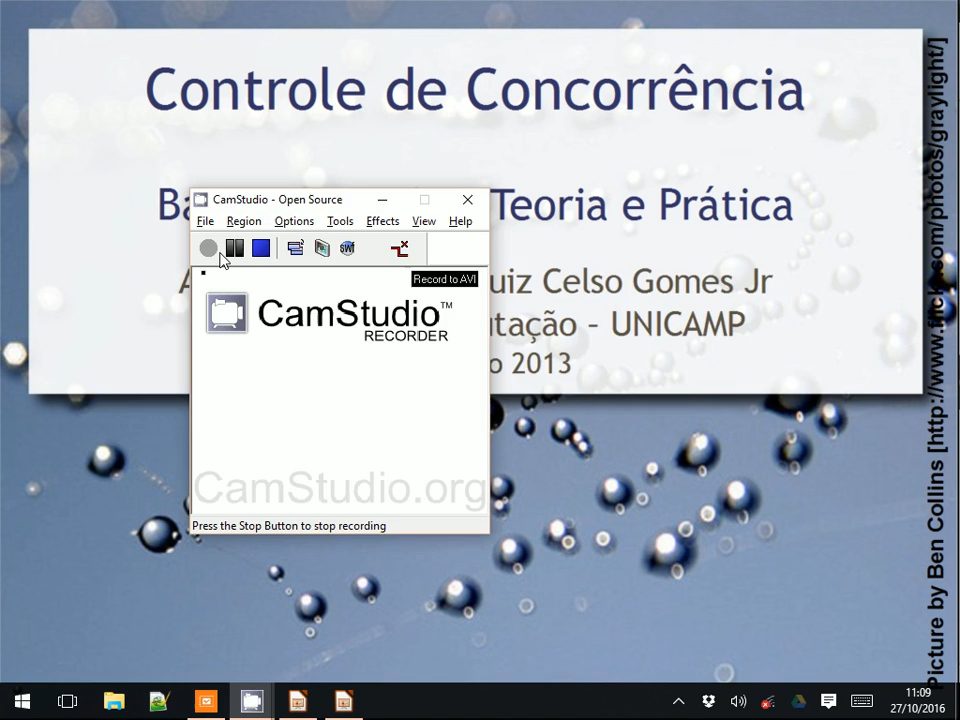 Controle de Concorrência
Ba
Teoria e Prática
A
uiz Celso Gomes Jr
utação – UNICAMP
o 2013
CamStudio - Open Source
File Region Options Tools Effects View Help
Record to AVI
CamStudio™
RECORDER
CamStudio.org
Press the Stop Button to stop recording
Picture by Ben Collins [http://www.flickr.com/photos/graylight/]
11:09
27/10/2016